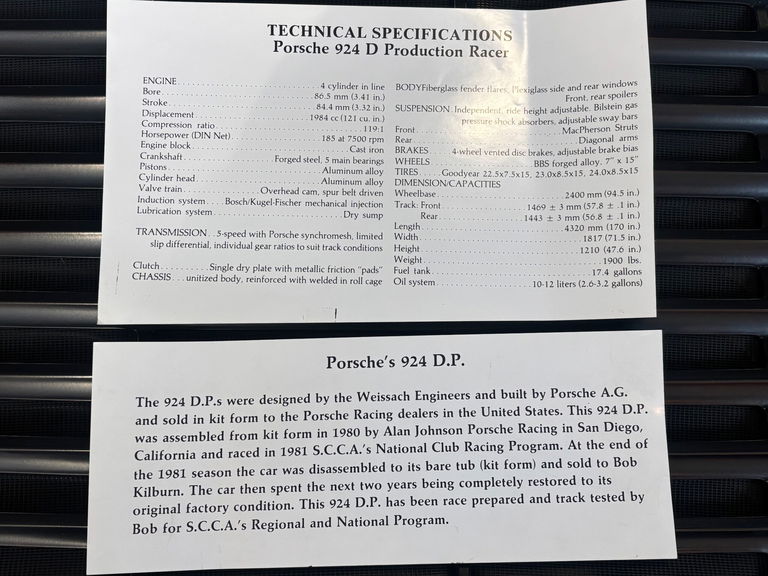 TECHNICAL SPECIFICATIONS
Porsche 924 D Production Racer
ENGINE . . . 4 cylinder in line
Bore . . . 86.5 mm (3.41 in.)
Stroke . . . 84.4 mm (3.32 in.)
Displacement . . . 1984 cc (121 cu. in.)
Compression ratio . . . 119:1
Horsepower (DIN Net) . . . 185 at 7500 rpm
Engine block . . . Cast iron
Crankshaft . . . Forged steel, 5 main bearings
Pistons . . . Aluminum alloy
Cylinder head . . . Aluminum alloy
Valve train . . . Overhead cam, spur belt driven
Induction system . . . Bosch/Kugel-Fischer mechanical injection
Lubrication system . . . Dry sump
TRANSMISSION . . 5-speed with Porsche synchromesh, limited
slip differential, individual gear ratios to suit track conditions
Clutch . . . Single dry plate with metallic friction "pads"
CHASSIS . . . unitized body, reinforced with welded in roll cage
BODYFiberglass fender flares, Plexiglass side and rear windows
Front, rear spoilers
SUSPENSION . Independent, ride height adjustable. Bilstein gas
pressure shock absorbers, adjustable sway bars
Front . . . MacPherson Struts
Rear . . . Diagonal arms
BRAKES . . . 4-wheel vented disc brakes, adjustable brake bias
WHEELS . . . BBS forged alloy. 7" x 15"
TIRES . . . Goodyear 22.5x7.5x15, 23.0x8.5x15, 24.0x8.5x15
DIMENSION/CAPACITIES
Wheelbase . . . 2400 mm (94.5 in.)
Track: Front . . . 1469 ± 3 mm (57.8 ± .1 in.)
Rear . . . 1443 ± 3 mm (56.8 ± .1 in.)
Length . . . 4320 mm (170 in.)
Width . . . 1817 (71.5 in.)
Height . . . 1210 (47.6 in.)
Weight . . . 1900 lbs.
Fuel tank . . . 17.4 gallons
Oil system . . . 10-12 liters (2.6-3.2 gallons)
Porsche's 924 D.P.
The 924 D.P.s were designed by the Weissach Engineers and built by Porsche A.G.
and sold in kit form to the Porsche Racing dealers in the United States. This 924 D.P.
was assembled from kit form in 1980 by Alan Johnson Porsche Racing in San Diego,
California and raced in 1981 S.C.C.A.'s National Club Racing Program. At the end of
the 1981 season the car was disassembled to its bare tub (kit form) and sold to Bob
Kilburn. The car then spent the next two years being completely restored to its
original factory condition. This 924 D.P. has been race prepared and track tested by
Bob for S.C.C.A.'s Regional and National Program.